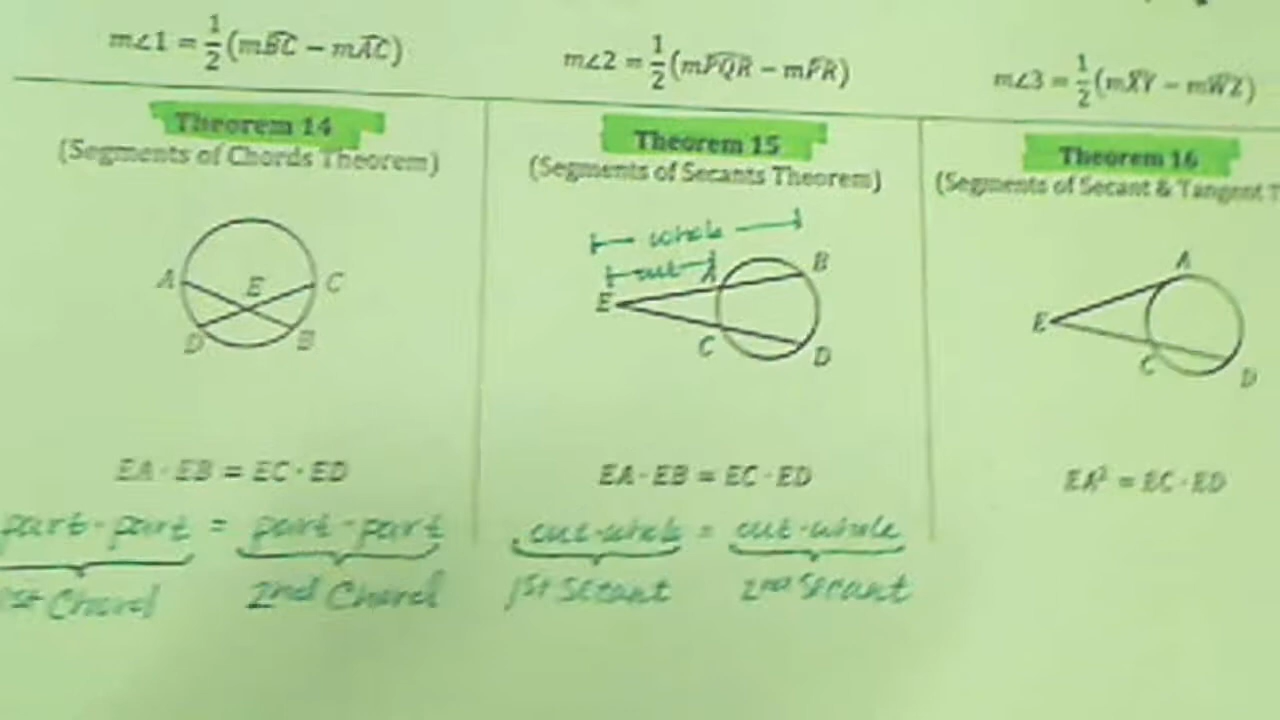 m∠1 = 1/2 (mBC − mAC)
m∠2 = 1/2 (mPQR − mPR)
m∠3 = 1/2 (mXY − mWZ)
Theorem 14
(Segments of Chords Theorem)
A E C
D B
EA · EB = EC · ED
part · part = part · part
1st Chord 2nd Chord
Theorem 15
(Segments of Secants Theorem)
whole
out A B
E
C D
EA · EB = EC · ED
out · whole = out · whole
1st Secant 2nd Secant
Theorem 16
(Segments of Secant & Tangent T
A
E
C D
EA² = EC · ED